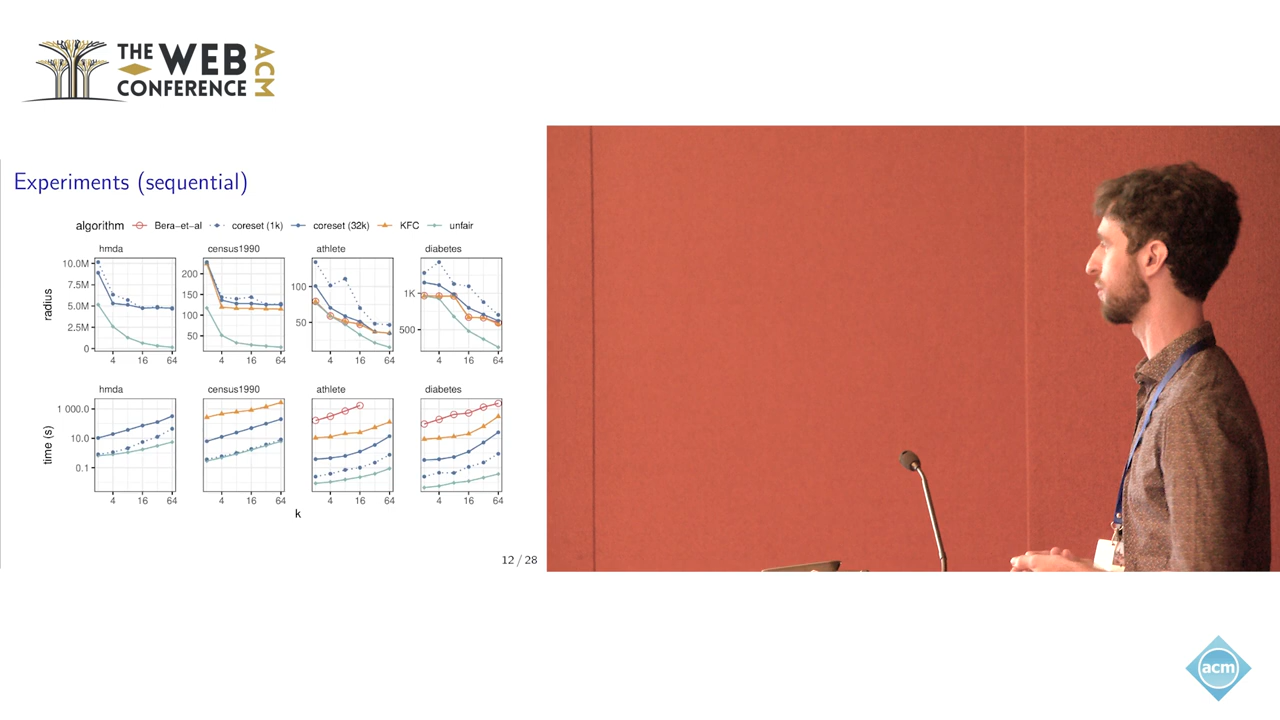 THE WEB
CONFERENCE
ACM
Experiments (sequential)
algorithm Bera-et-al coreset (1k) coreset (32k) KFC unfair
hmda census1990 athlete diabetes
radius
10.0M
7.5M
5.0M
2.5M
0
200
150
100
50
100
50
1K
500
4 16 64 4 16 64 4 16 64 4 16 64
hmda census1990 athlete diabetes
time (s)
1 000.0
10.0
0.1
4 16 64 4 16 64 4 16 64 4 16 64
k
12 / 28
acm